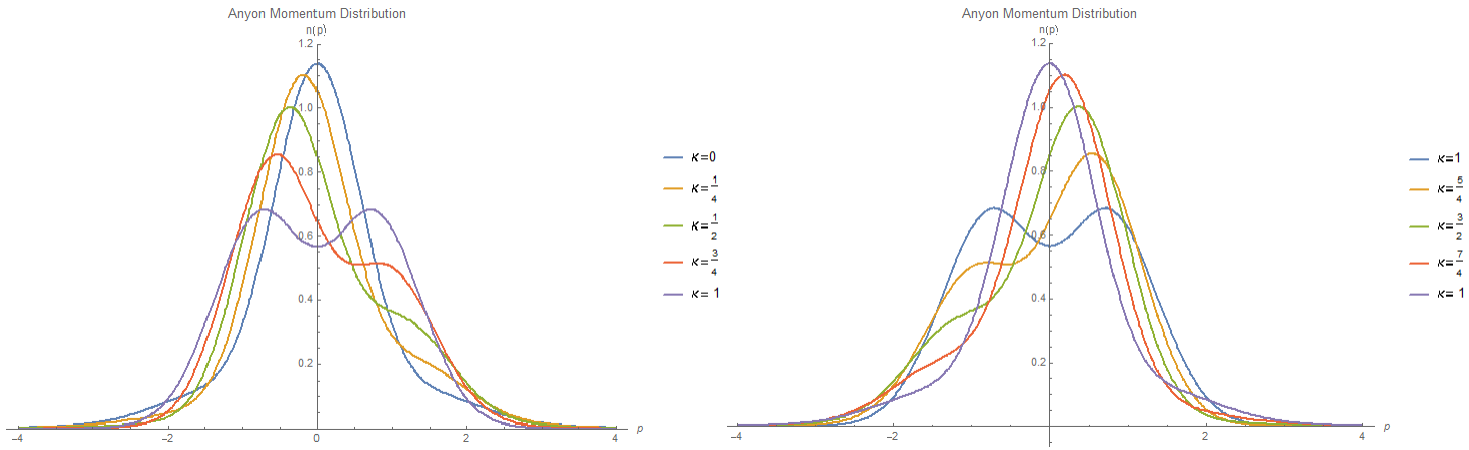 Anyon Momentum Distribution
n(p)
1.2
1.0
0.8
0.6
0.4
0.2
−4
−2
0
2
4
p
κ=0
κ=1/4
κ=1/2
κ=3/4
κ= 1
Anyon Momentum Distribution
n(p)
1.2
1.0
0.8
0.6
0.4
0.2
−4
−2
0
2
4
p
κ=1
κ=5/4
κ=3/2
κ=7/4
κ= 1